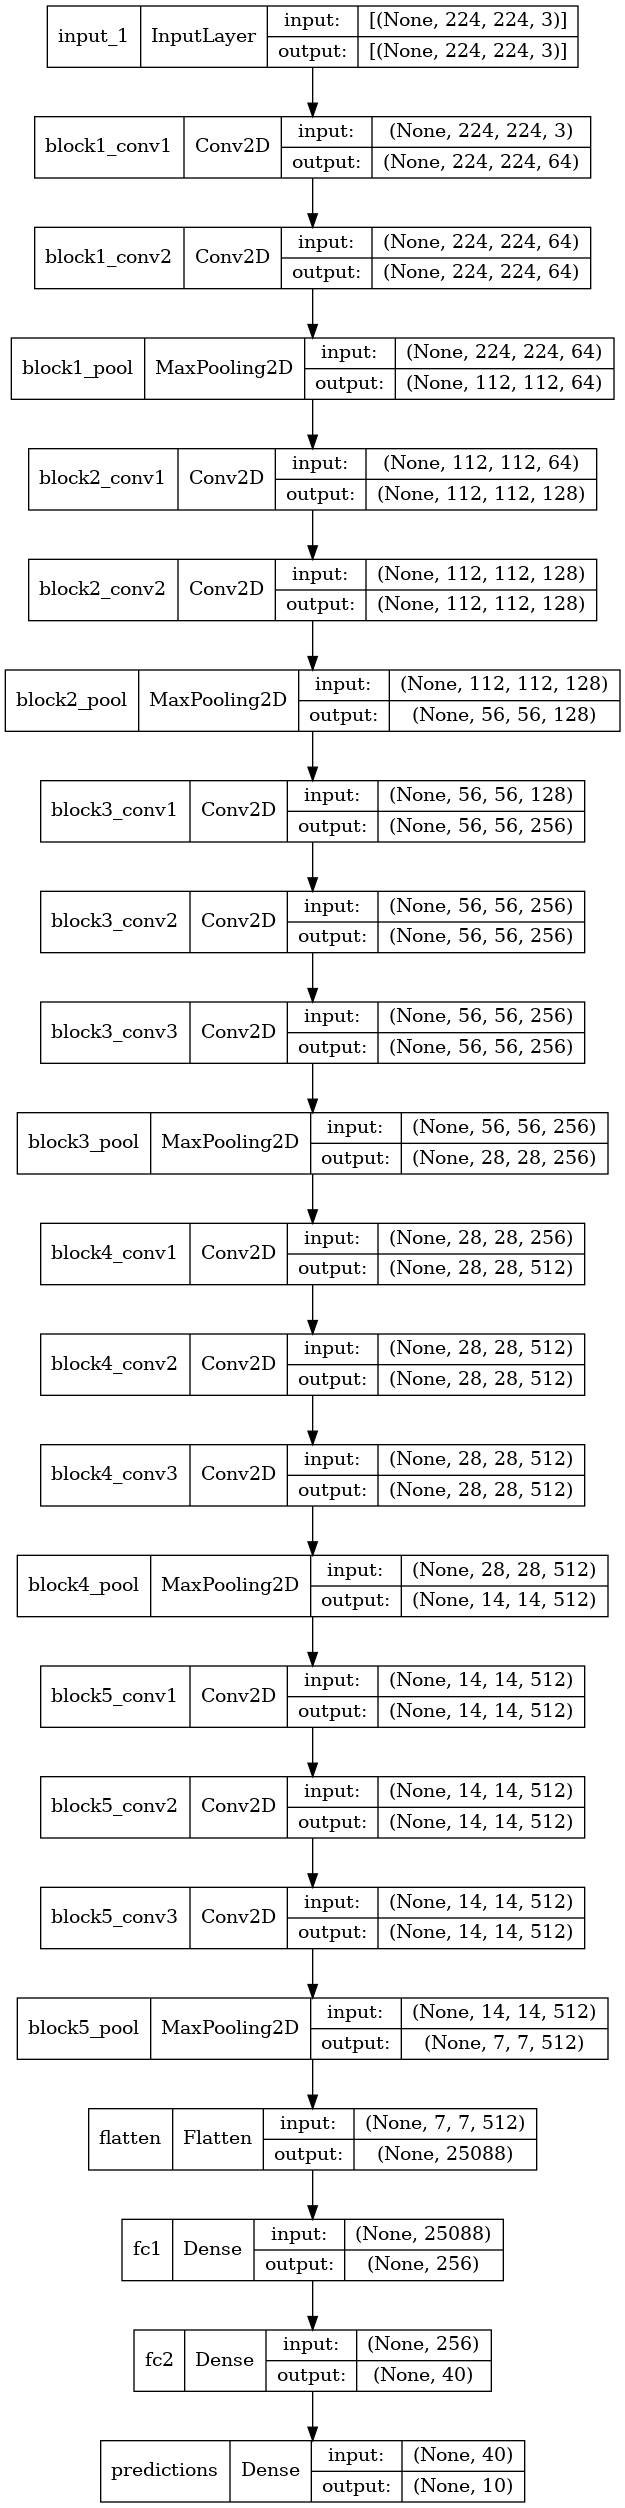 input_1 InputLayer input: [(None, 224, 224, 3)]
output: [(None, 224, 224, 3)]
block1_conv1 Conv2D input: (None, 224, 224, 3)
output: (None, 224, 224, 64)
block1_conv2 Conv2D input: (None, 224, 224, 64)
output: (None, 224, 224, 64)
block1_pool MaxPooling2D input: (None, 224, 224, 64)
output: (None, 112, 112, 64)
block2_conv1 Conv2D input: (None, 112, 112, 64)
output: (None, 112, 112, 128)
block2_conv2 Conv2D input: (None, 112, 112, 128)
output: (None, 112, 112, 128)
block2_pool MaxPooling2D input: (None, 112, 112, 128)
output: (None, 56, 56, 128)
block3_conv1 Conv2D input: (None, 56, 56, 128)
output: (None, 56, 56, 256)
block3_conv2 Conv2D input: (None, 56, 56, 256)
output: (None, 56, 56, 256)
block3_conv3 Conv2D input: (None, 56, 56, 256)
output: (None, 56, 56, 256)
block3_pool MaxPooling2D input: (None, 56, 56, 256)
output: (None, 28, 28, 256)
block4_conv1 Conv2D input: (None, 28, 28, 256)
output: (None, 28, 28, 512)
block4_conv2 Conv2D input: (None, 28, 28, 512)
output: (None, 28, 28, 512)
block4_conv3 Conv2D input: (None, 28, 28, 512)
output: (None, 28, 28, 512)
block4_pool MaxPooling2D input: (None, 28, 28, 512)
output: (None, 14, 14, 512)
block5_conv1 Conv2D input: (None, 14, 14, 512)
output: (None, 14, 14, 512)
block5_conv2 Conv2D input: (None, 14, 14, 512)
output: (None, 14, 14, 512)
block5_conv3 Conv2D input: (None, 14, 14, 512)
output: (None, 14, 14, 512)
block5_pool MaxPooling2D input: (None, 14, 14, 512)
output: (None, 7, 7, 512)
flatten Flatten input: (None, 7, 7, 512)
output: (None, 25088)
fc1 Dense input: (None, 25088)
output: (None, 256)
fc2 Dense input: (None, 256)
output: (None, 40)
predictions Dense input: (None, 40)
output: (None, 10)